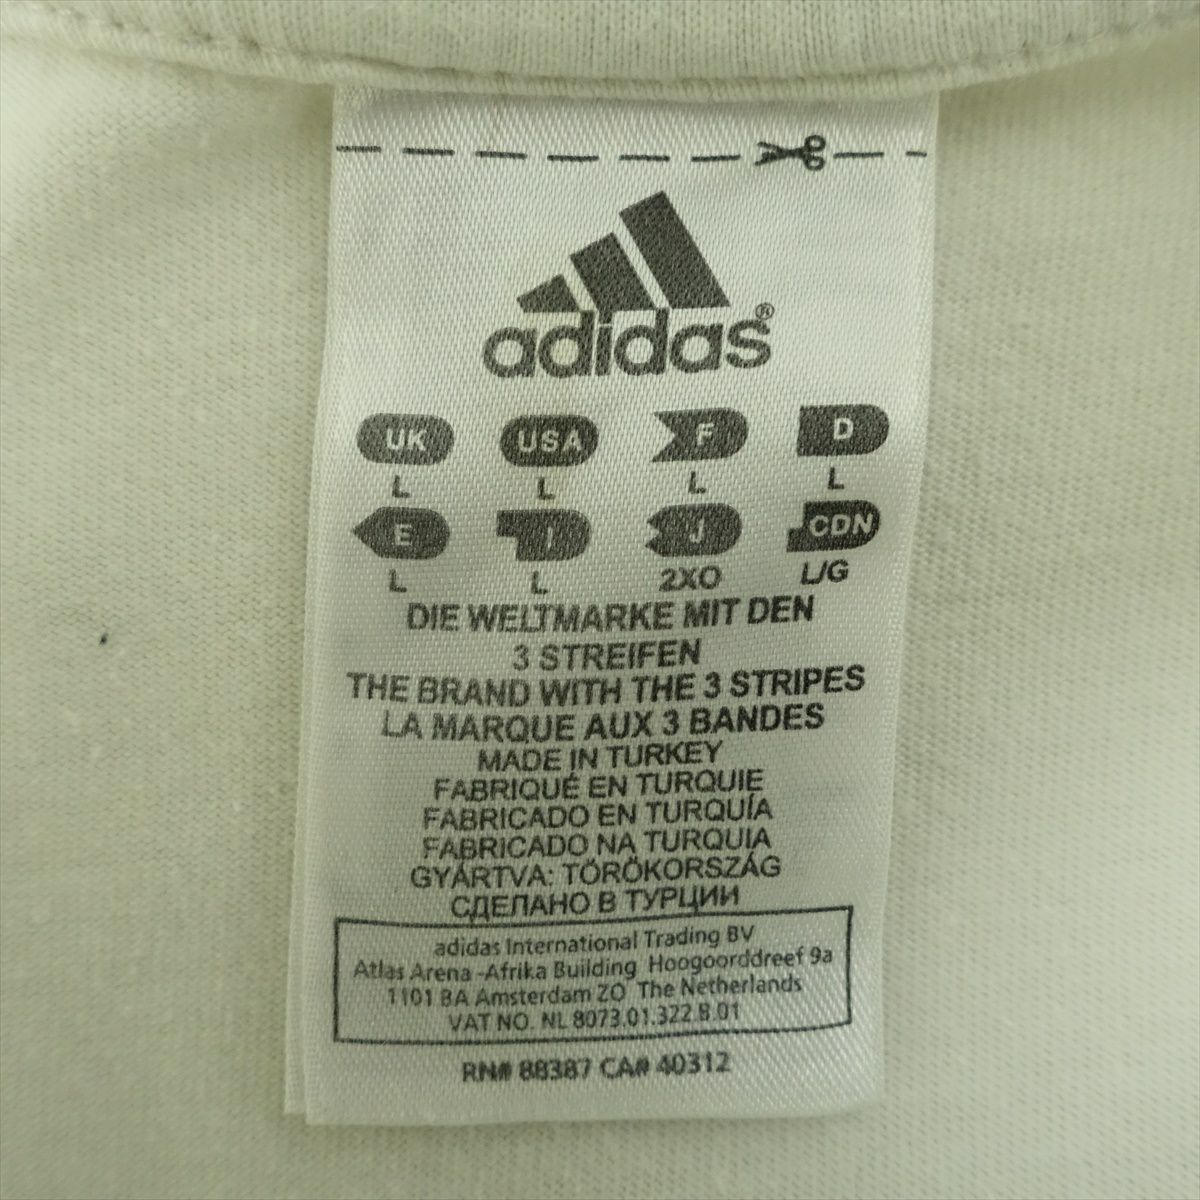 adidas®
UK USA F D
L L L L
E I J CDN
L L 2XO L/G
DIE WELTMARKE MIT DEN
3 STREIFEN
THE BRAND WITH THE 3 STRIPES
LA MARQUE AUX 3 BANDES
MADE IN TURKEY
FABRIQUÉ EN TURQUIE
FABRICADO EN TURQUÍA
FABRICADO NA TURQUIA
GYÁRTVA: TÖRÖKORSZÁG
СДЕЛАНО В ТУРЦИИ
adidas International Trading BV
Atlas Arena -Afrika Building Hoogoorddreef 9a
1101 BA Amsterdam ZO The Netherlands
VAT NO. NL 8073.01.322.B.01
RN# 88387 CA# 40312